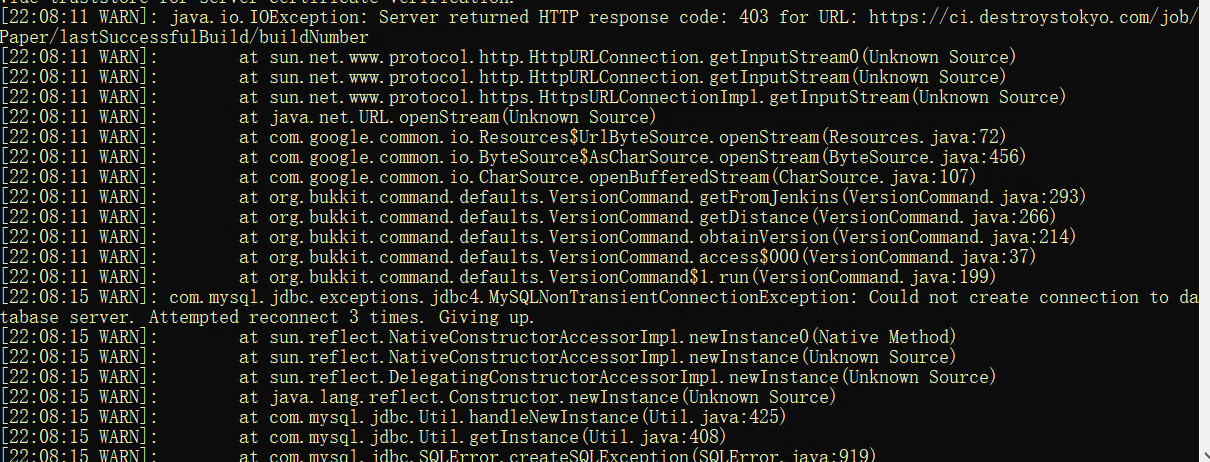 vide truststore for server certificate verification.
[22:08:11 WARN]: java.io.IOException: Server returned HTTP response code: 403 for URL: https://ci.destroystokyo.com/job/
Paper/lastSuccessfulBuild/buildNumber
[22:08:11 WARN]:        at sun.net.www.protocol.http.HttpURLConnection.getInputStream0(Unknown Source)
[22:08:11 WARN]:        at sun.net.www.protocol.http.HttpURLConnection.getInputStream(Unknown Source)
[22:08:11 WARN]:        at sun.net.www.protocol.https.HttpsURLConnectionImpl.getInputStream(Unknown Source)
[22:08:11 WARN]:        at java.net.URL.openStream(Unknown Source)
[22:08:11 WARN]:        at com.google.common.io.Resources$UrlByteSource.openStream(Resources.java:72)
[22:08:11 WARN]:        at com.google.common.io.ByteSource$AsCharSource.openStream(ByteSource.java:456)
[22:08:11 WARN]:        at com.google.common.io.CharSource.openBufferedStream(CharSource.java:107)
[22:08:11 WARN]:        at org.bukkit.command.defaults.VersionCommand.getFromJenkins(VersionCommand.java:293)
[22:08:11 WARN]:        at org.bukkit.command.defaults.VersionCommand.getDistance(VersionCommand.java:266)
[22:08:11 WARN]:        at org.bukkit.command.defaults.VersionCommand.obtainVersion(VersionCommand.java:214)
[22:08:11 WARN]:        at org.bukkit.command.defaults.VersionCommand.access$000(VersionCommand.java:37)
[22:08:11 WARN]:        at org.bukkit.command.defaults.VersionCommand$1.run(VersionCommand.java:199)
[22:08:15 WARN]: com.mysql.jdbc.exceptions.jdbc4.MySQLNonTransientConnectionException: Could not create connection to da
tabase server. Attempted reconnect 3 times. Giving up.
[22:08:15 WARN]:        at sun.reflect.NativeConstructorAccessorImpl.newInstance0(Native Method)
[22:08:15 WARN]:        at sun.reflect.NativeConstructorAccessorImpl.newInstance(Unknown Source)
[22:08:15 WARN]:        at sun.reflect.DelegatingConstructorAccessorImpl.newInstance(Unknown Source)
[22:08:15 WARN]:        at java.lang.reflect.Constructor.newInstance(Unknown Source)
[22:08:15 WARN]:        at com.mysql.jdbc.Util.handleNewInstance(Util.java:425)
[22:08:15 WARN]:        at com.mysql.jdbc.Util.getInstance(Util.java:408)
[22:08:15 WARN]:        at com.mysql.jdbc.SQLError.createSQLException(SQLError.java:919)